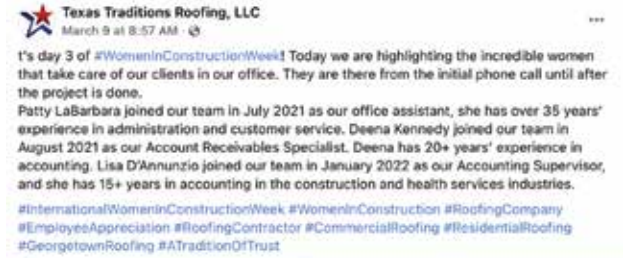 Texas Traditions Roofing, LLC
March 9 at 8:57 AM ·
t's day 3 of #WomenInConstructionWeek! Today we are highlighting the incredible women
that take care of our clients in our office. They are there from the initial phone call until after
the project is done.
Patty LaBarbara joined our team in July 2021 as our office assistant, she has over 35 years'
experience in administration and customer service. Deena Kennedy joined our team in
August 2021 as our Account Receivables Specialist. Deena has 20+ years' experience in
accounting. Lisa D'Annunzio joined our team in January 2022 as our Accounting Supervisor,
and she has 15+ years in accounting in the construction and health services industries.
#InternationalWomenInConstructionWeek #WomenInConstruction #RoofingCompany
#EmployeeAppreciation #RoofingContractor #CommercialRoofing #ResidentialRoofing
#GeorgetownRoofing #ATraditionOfTrust